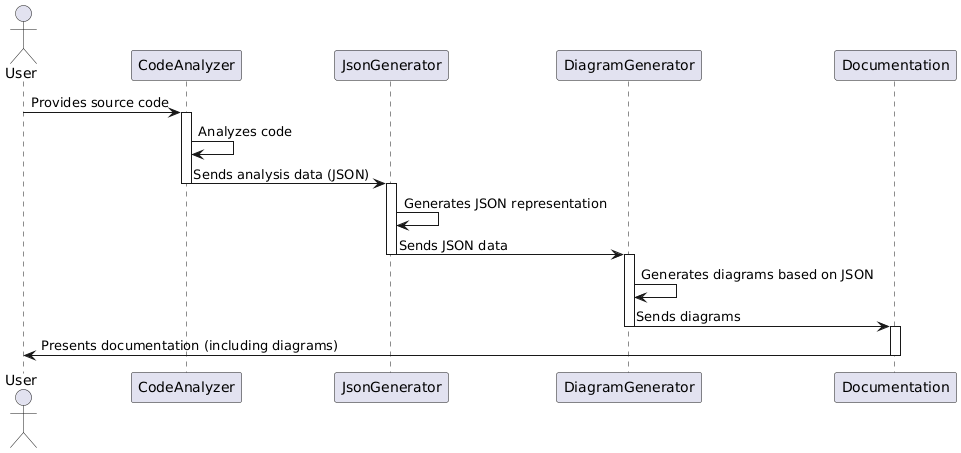 User
CodeAnalyzer
JsonGenerator
DiagramGenerator
Documentation
Provides source code
Analyzes code
Sends analysis data (JSON)
Generates JSON representation
Sends JSON data
Generates diagrams based on JSON
Sends diagrams
Presents documentation (including diagrams)
User
CodeAnalyzer
JsonGenerator
DiagramGenerator
Documentation